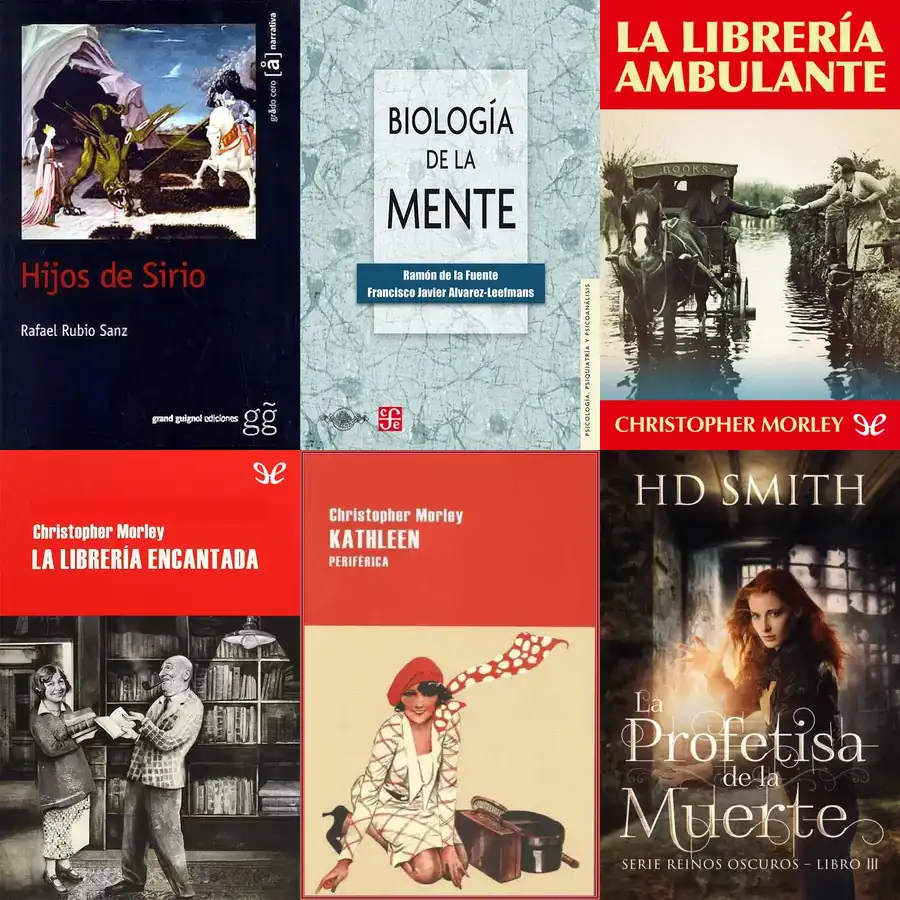 grado cero [å] narrativa
Hijos de Sirio
Rafael Rubio Sanz
grand guignol ediciones
gg̃
BIOLOGÍA
DE LA
MENTE
Ramón de la Fuente
Francisco Javier Alvarez-Leefmans
PSICOLOGÍA, PSIQUIATRÍA Y PSICOANÁLISIS
cfe
LA LIBRERÍA
AMBULANTE
BOOKS
CHRISTOPHER MORLEY
Christopher Morley
LA LIBRERÍA ENCANTADA
Christopher Morley
KATHLEEN
PERIFÉRICA
HD SMITH
La
Profetisa
de la
Muerte
SERIE REINOS OSCUROS – LIBRO III